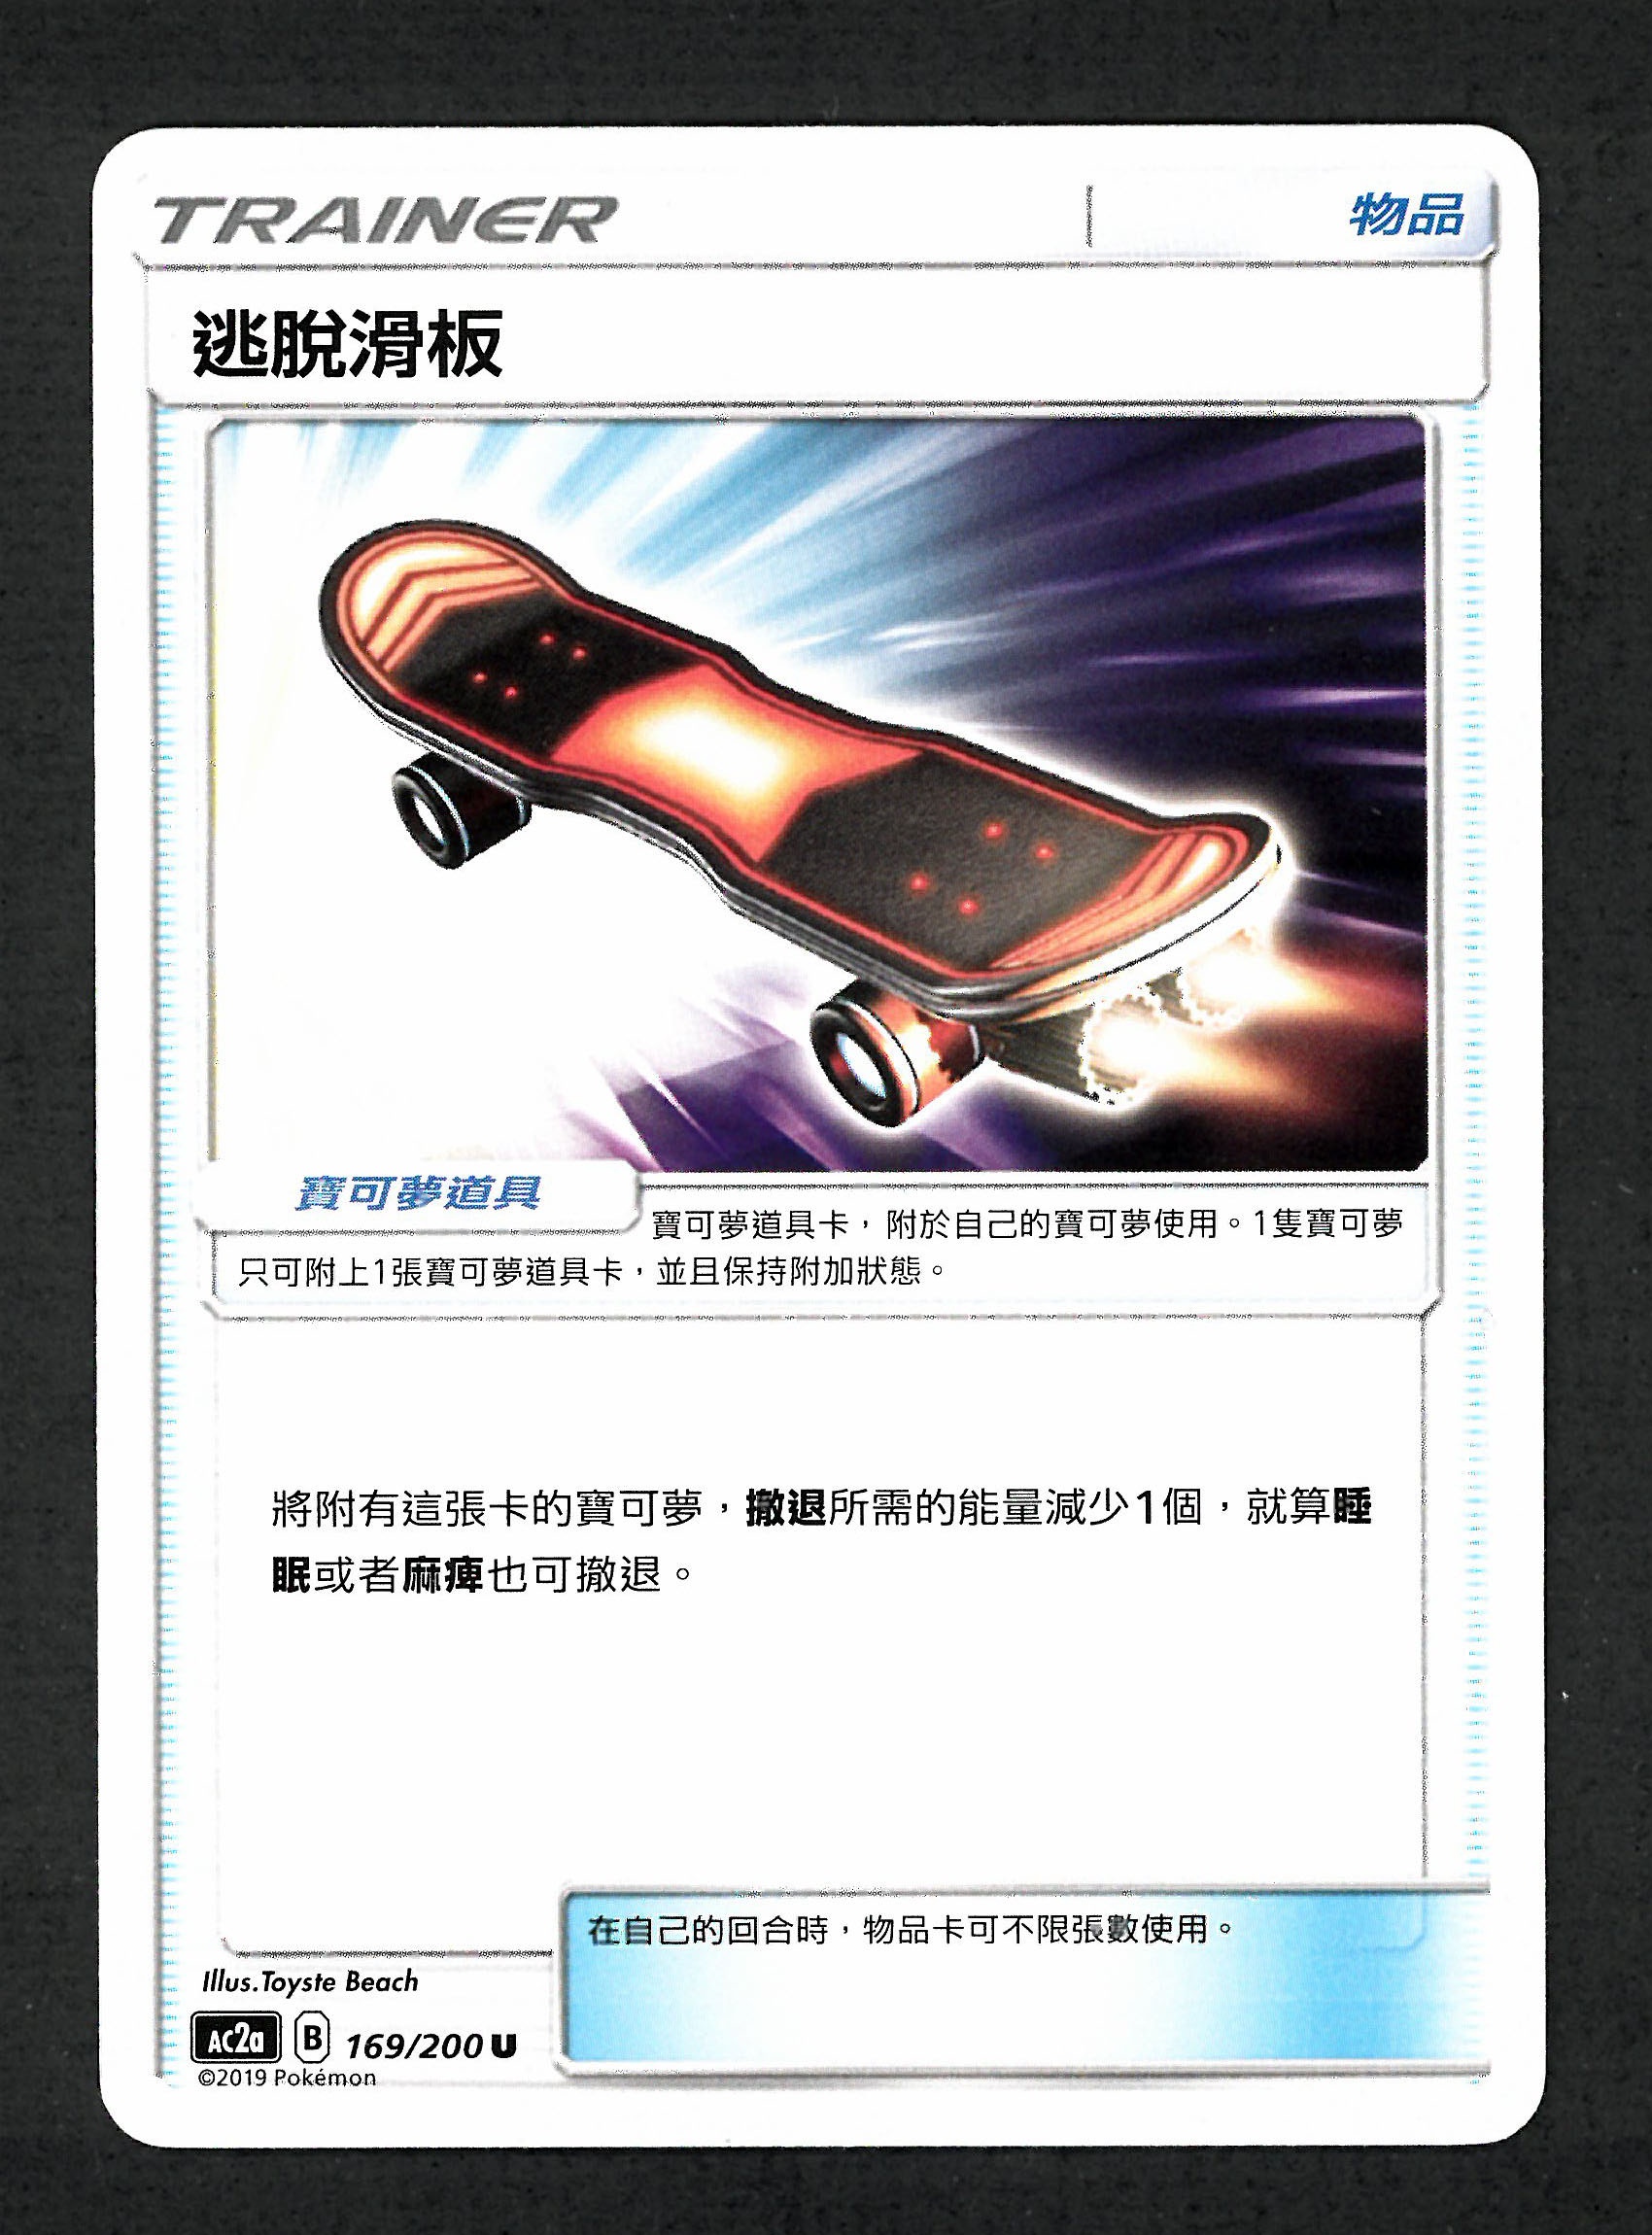 TRAINER
物品
逃脫滑板
寶可夢道具
寶可夢道具卡，附於自己的寶可夢使用。1隻寶可夢
只可附上1張寶可夢道具卡，並且保持附加狀態。
將附有這張卡的寶可夢，撤退所需的能量減少1個，就算睡
眠或者麻痺也可撤退。
在自己的回合時，物品卡可不限張數使用。
Illus.Toyste Beach
AC2a B 169/200 U
©2019 Pokémon